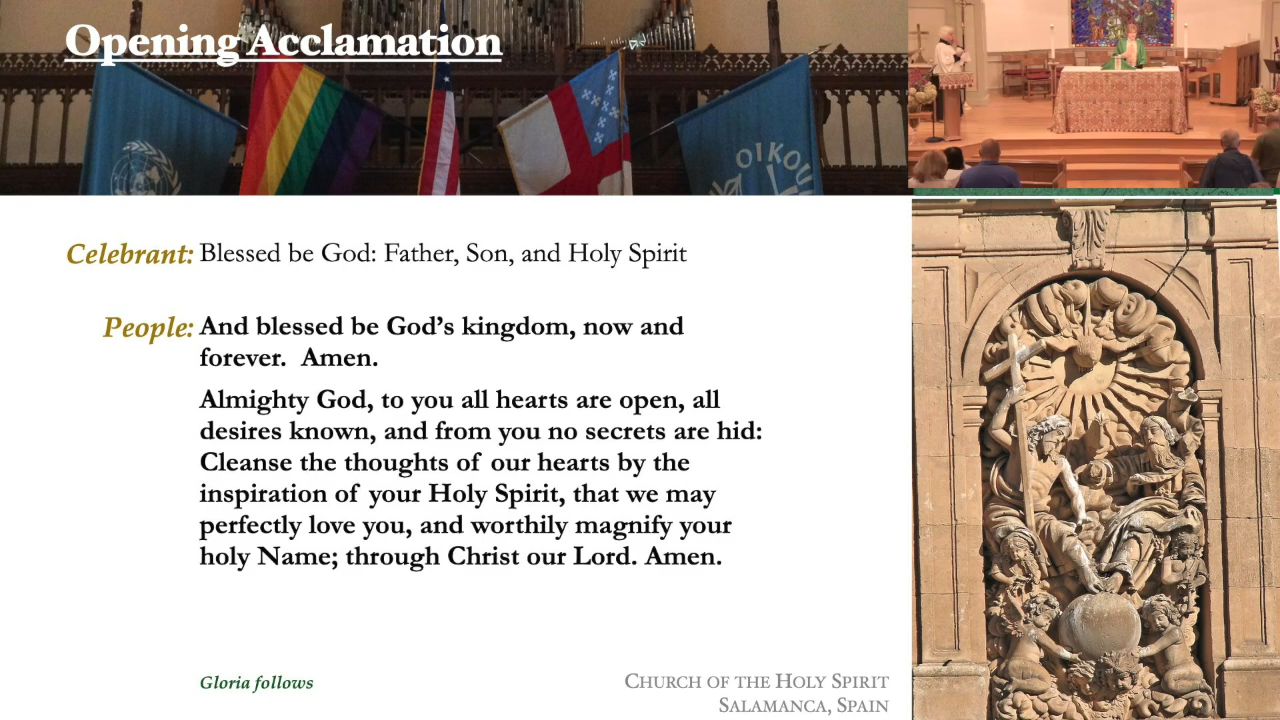 Opening Acclamation
OIKOU
Celebrant: Blessed be God: Father, Son, and Holy Spirit
People: And blessed be God’s kingdom, now and
forever. Amen.
Almighty God, to you all hearts are open, all
desires known, and from you no secrets are hid:
Cleanse the thoughts of our hearts by the
inspiration of your Holy Spirit, that we may
perfectly love you, and worthily magnify your
holy Name; through Christ our Lord. Amen.
Gloria follows
CHURCH OF THE HOLY SPIRIT
SALAMANCA, SPAIN